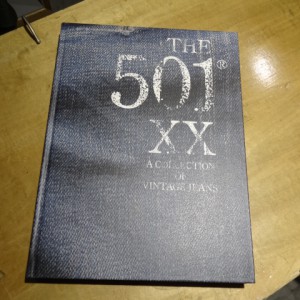 THE
501®
XX
A COLLECTION
OF
VINTAGE JEANS